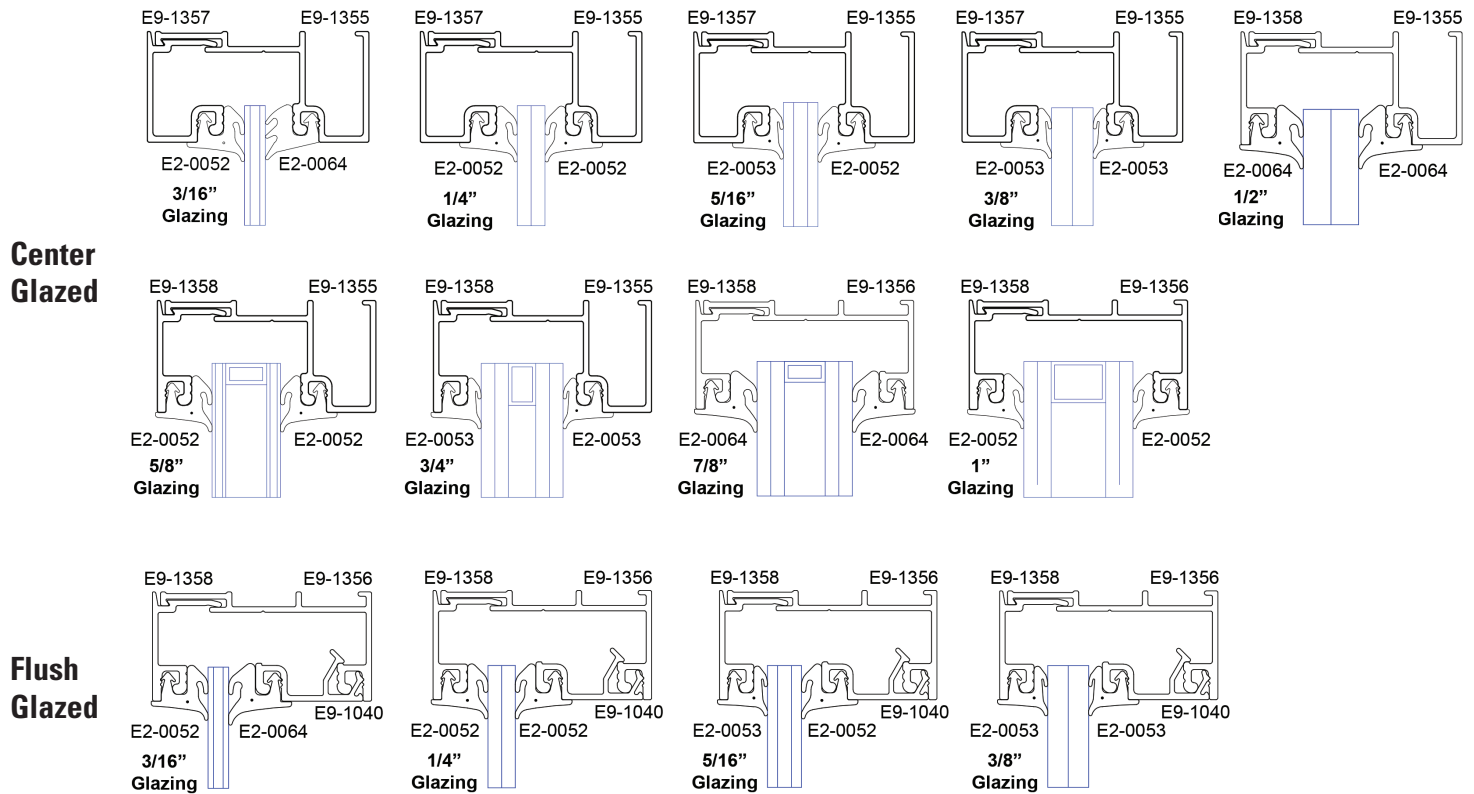 E9-1357 E9-1355 E9-1357 E9-1355 E9-1357 E9-1355 E9-1357 E9-1355 E9-1358 E9-1355
E2-0052 E2-0064 E2-0052 E2-0052 E2-0053 E2-0052 E2-0053 E2-0053 E2-0064 E2-0064
3/16” 1/4” 5/16” 3/8” 1/2”
Glazing Glazing Glazing Glazing Glazing
Center
Glazed
E9-1358 E9-1355 E9-1358 E9-1355 E9-1358 E9-1356 E9-1358 E9-1356
E2-0052 E2-0052 E2-0053 E2-0053 E2-0064 E2-0064 E2-0052 E2-0052
5/8” 3/4” 7/8” 1”
Glazing Glazing Glazing Glazing
E9-1358 E9-1356 E9-1358 E9-1356 E9-1358 E9-1356 E9-1358 E9-1356
Flush
Glazed
E9-1040 E9-1040 E9-1040 E9-1040
E2-0052 E2-0064 E2-0052 E2-0052 E2-0053 E2-0052 E2-0053 E2-0053
3/16” 1/4” 5/16” 3/8”
Glazing Glazing Glazing Glazing